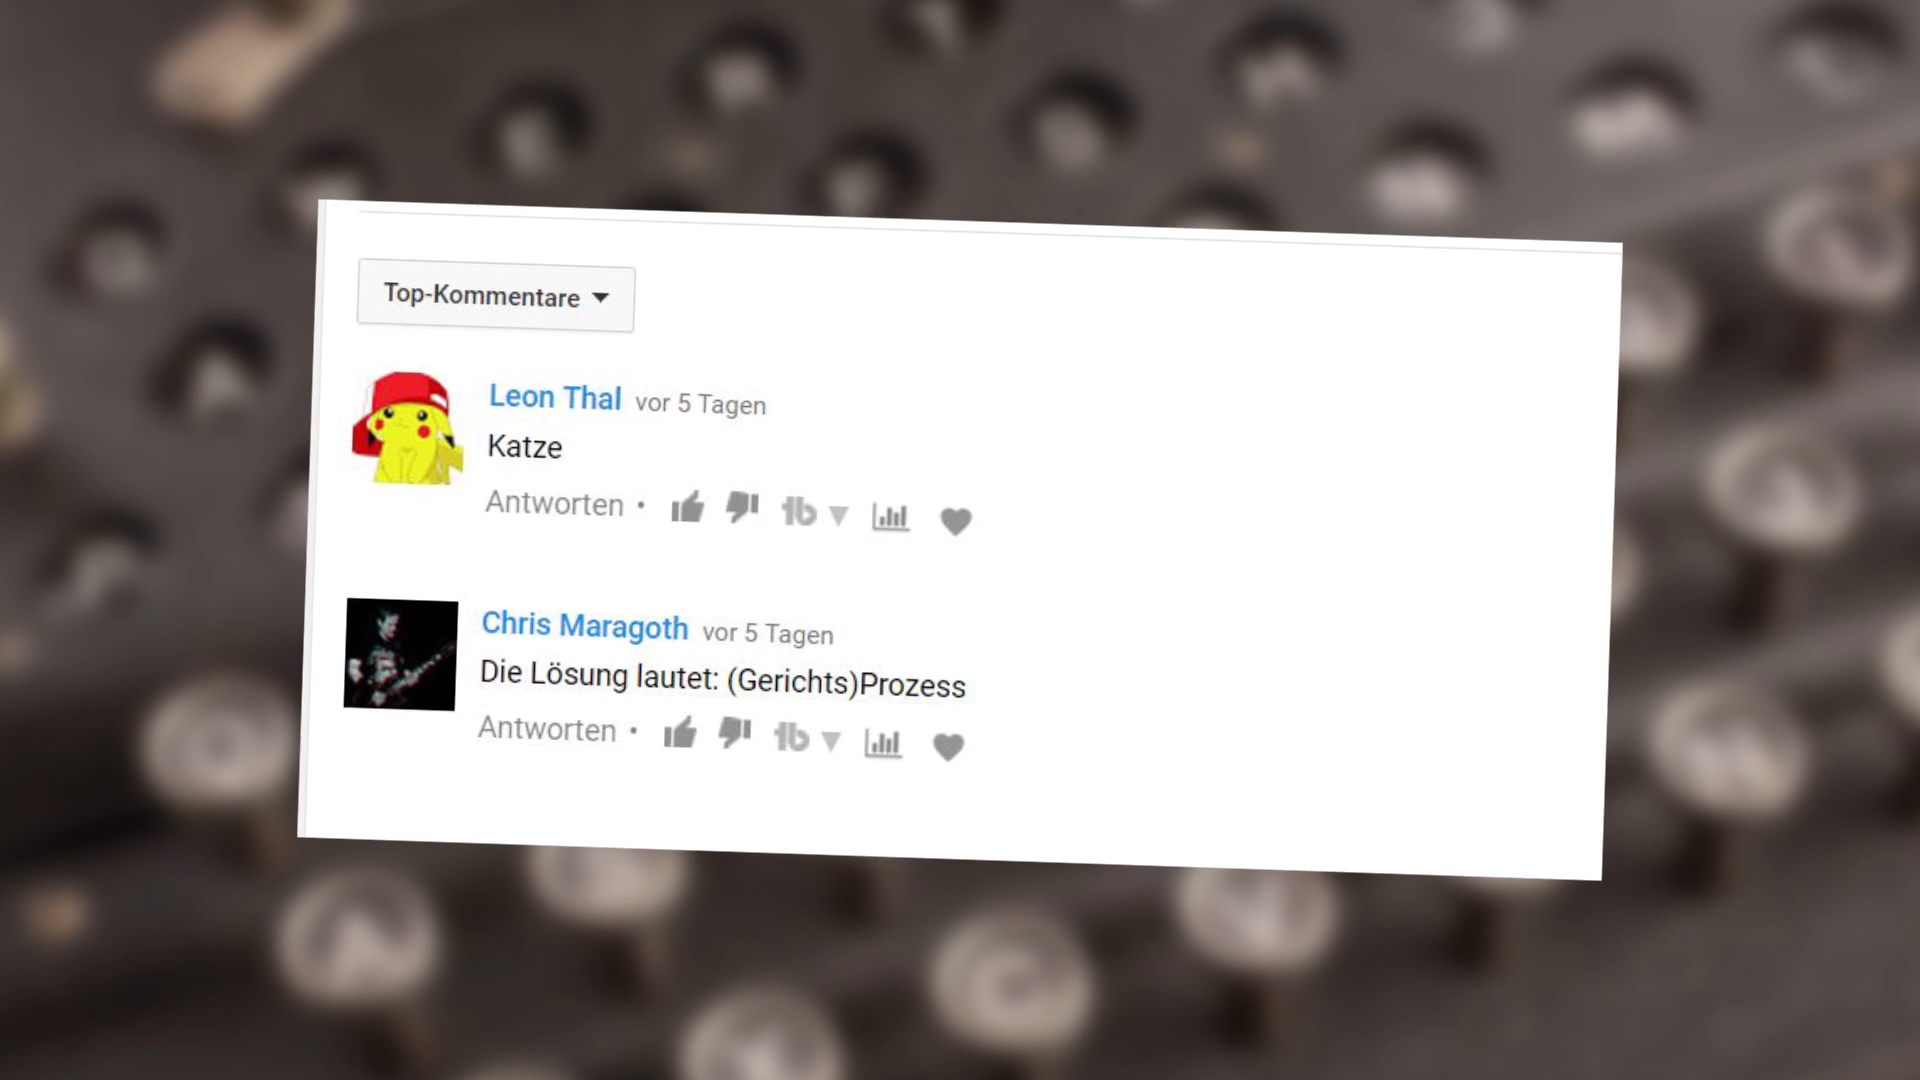 Top-Kommentare
Leon Thal vor 5 Tagen
Katze
Antworten •
Chris Maragoth vor 5 Tagen
Die Lösung lautet: (Gerichts)Prozess
Antworten •